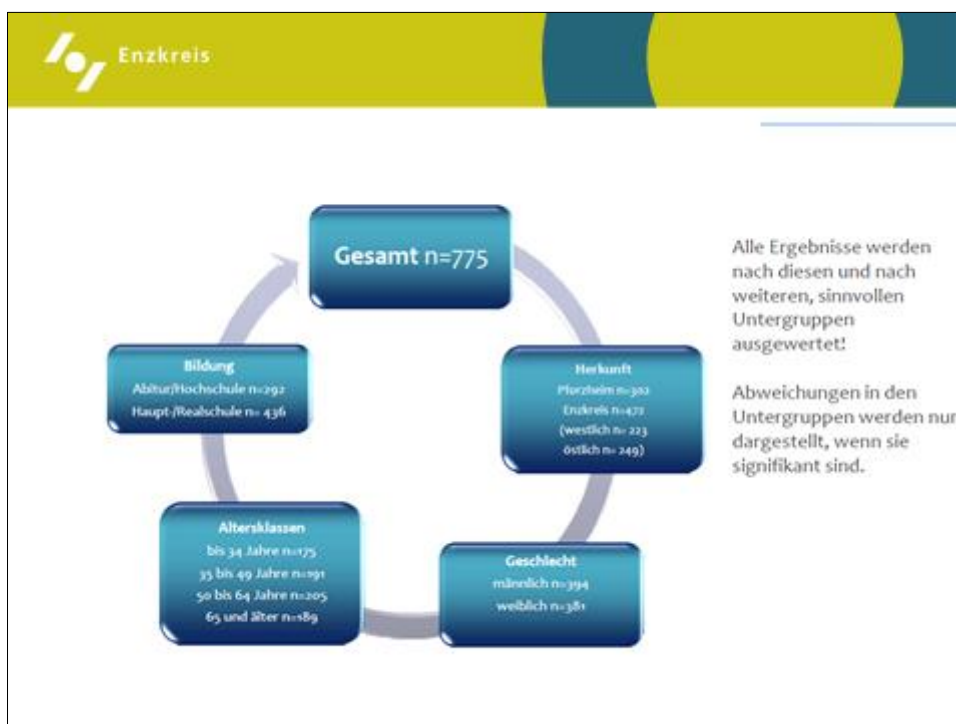 Enzkreis
Gesamt n=775
Alle Ergebnisse werden
nach diesen und nach
weiteren, sinnvollen
Untergruppen
ausgewertet!
Abweichungen in den
Untergruppen werden nur
dargestellt, wenn sie
signifikant sind.
Herkunft
Pforzheim n=302
Enzkreis n=472
(westlich n= 223
östlich n= 249)
Geschlecht
männlich n=394
weiblich n=381
Altersklassen
bis 34 Jahre n=175
35 bis 49 Jahre n=191
50 bis 64 Jahre n=205
65 und älter n=189
Bildung
Abitur/Hochschule n=292
Haupt-/Realschule n= 436